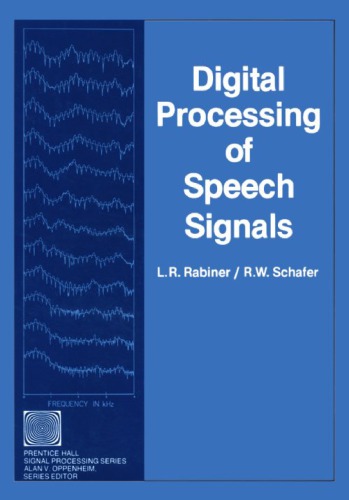 Digital
Processing
of
Speech
Signals
L.R. Rabiner / R.W. Schafer
FREQUENCY IN kHz
PRENTICE HALL
SIGNAL PROCESSING SERIES
ALAN V. OPPENHEIM,
SERIES EDITOR